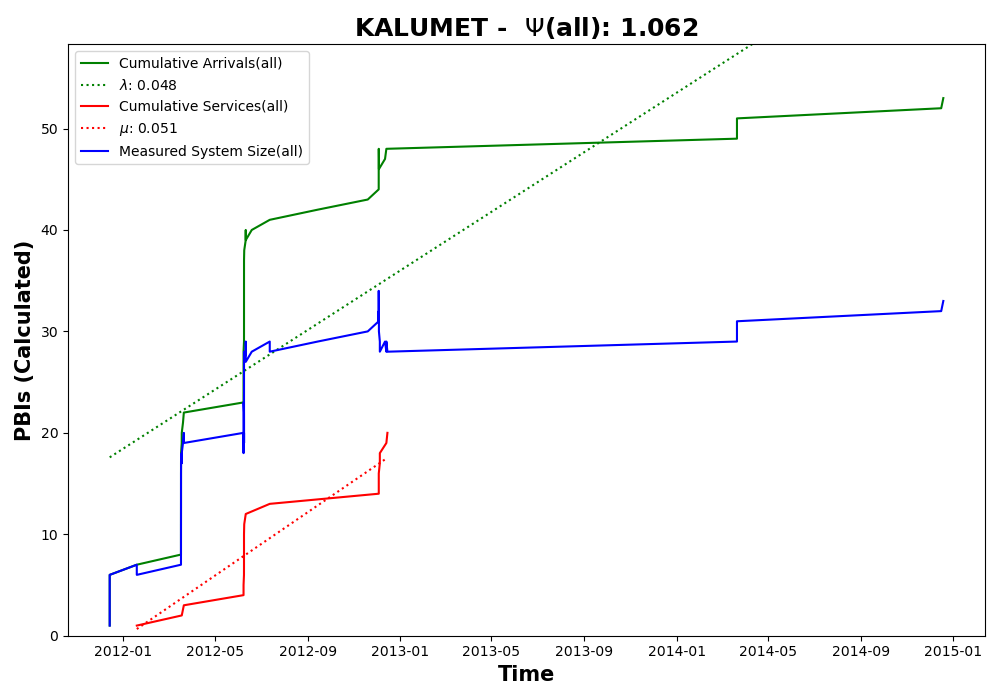 KALUMET -  Ψ(all): 1.062
Cumulative Arrivals(all)
λ: 0.048
Cumulative Services(all)
μ: 0.051
Measured System Size(all)
PBIs (Calculated)
50
40
30
20
10
0
2012-01 2012-05 2012-09 2013-01 2013-05 2013-09 2014-01 2014-05 2014-09 2015-01
Time